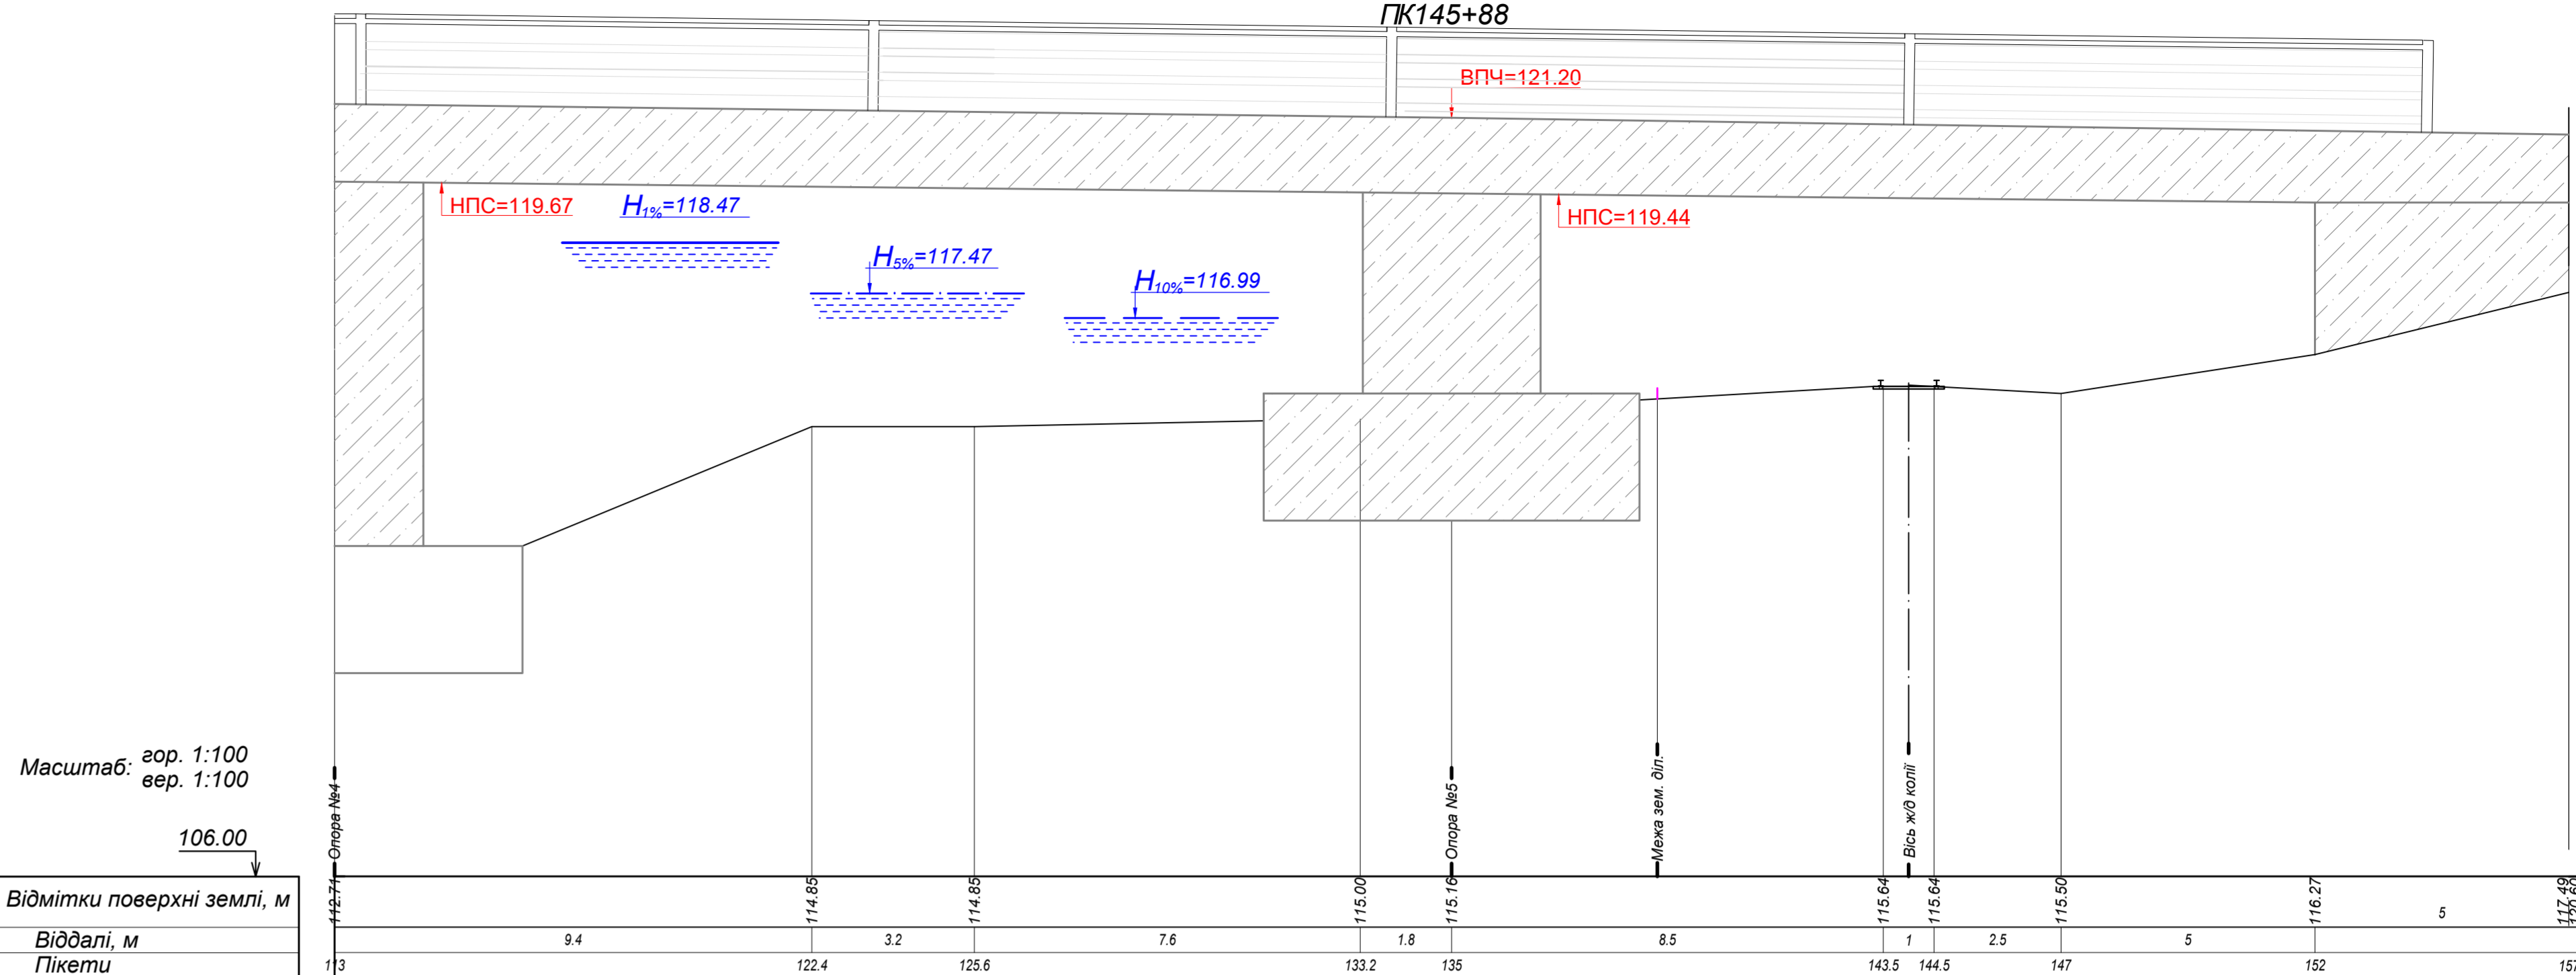 ПК145+88
ВПЧ=121.20
НПС=119.67
H1%=118.47
НПС=119.44
H5%=117.47
H10%=116.99
Масштаб: гор. 1:100
вер. 1:100
106.00
Опора №4
Опора №5
Межа зем. діл.
Вісь ж/д колії
Відмітки поверхні землі, м
112.71 114.85 114.85 115.00 115.16 115.64 115.64 115.50 116.27 117.49
5
Віддалі, м
9.4 3.2 7.6 1.8 8.5 1 2.5 5
Пікети
113 122.4 125.6 133.2 135 143.5 144.5 147 152 157